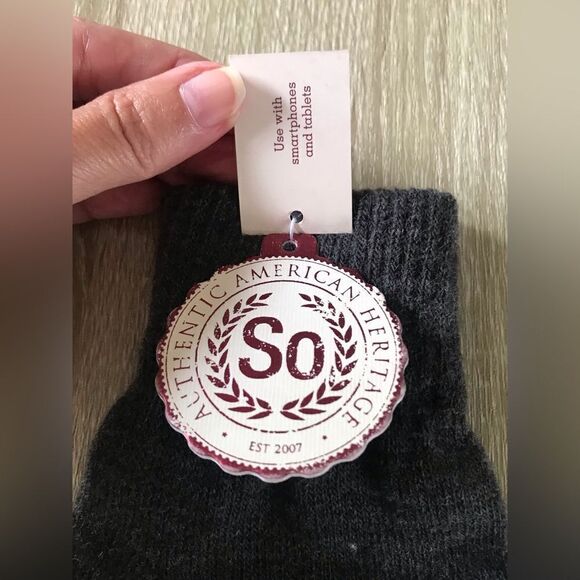 Use with
smartphones
and tablets
AUTHENTIC AMERICAN HERITAGE
So
EST 2007